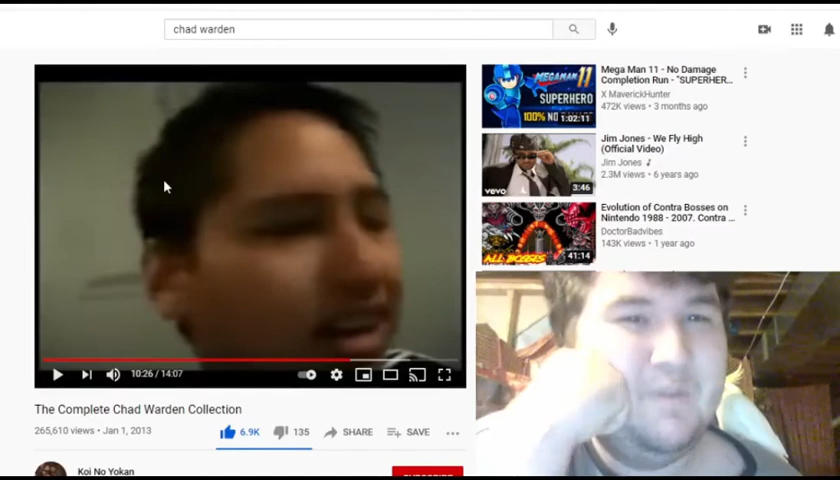 chad warden
MEGAMAN 11
SUPERHERO
1:02:11
Mega Man 11 - No Damage
Completion Run - "SUPERHER...
X MaverickHunter
472K views • 3 months ago
vevo
3:46
Jim Jones - We Fly High
(Official Video)
Jim Jones
2.3M views • 6 years ago
ALL BOSSES
41:14
Evolution of Contra Bosses on
Nintendo 1988 - 2007. Contra ...
DoctorBadvibes
143K views • 1 year ago
10:26 / 14:07
The Complete Chad Warden Collection
265,610 views • Jan 1, 2013
6.9K
135
SHARE
SAVE
Koi No Yokan